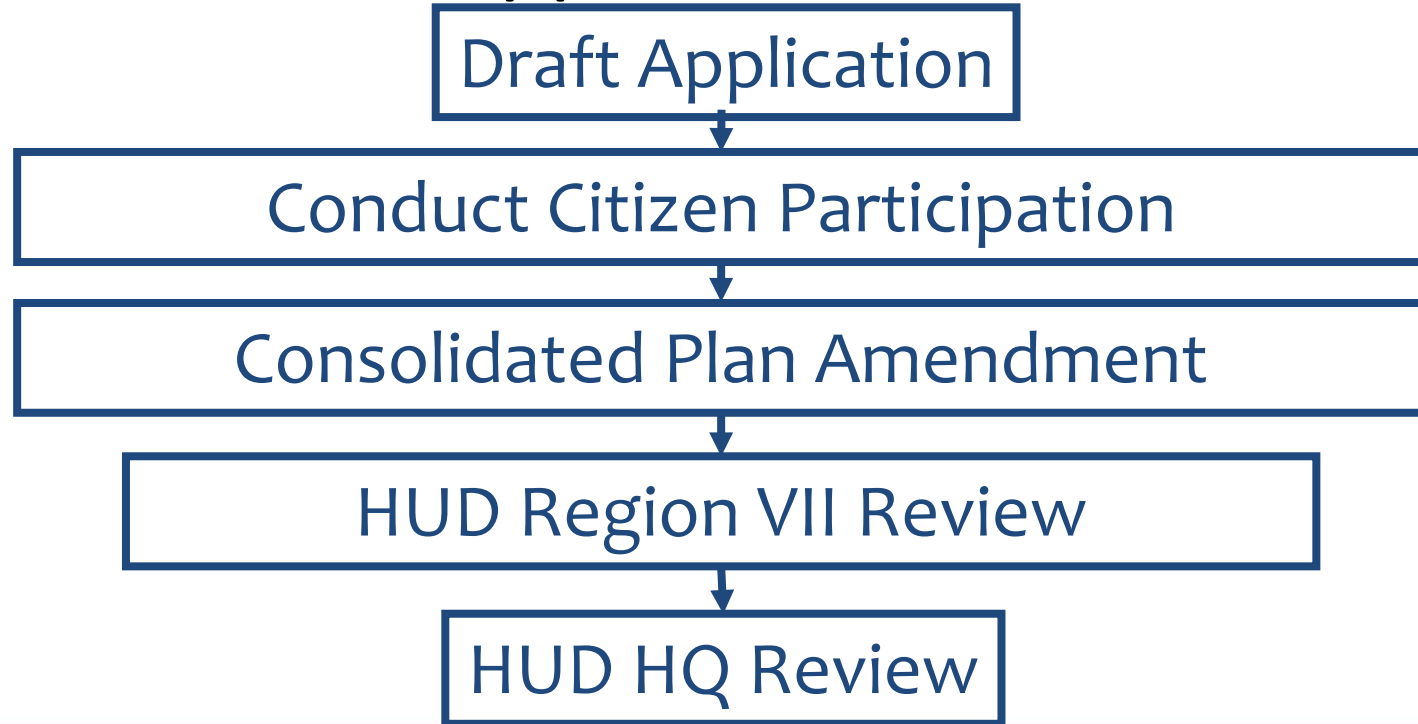 Draft Application
Conduct Citizen Participation
Consolidated Plan Amendment
HUD Region VII Review
HUD HQ Review